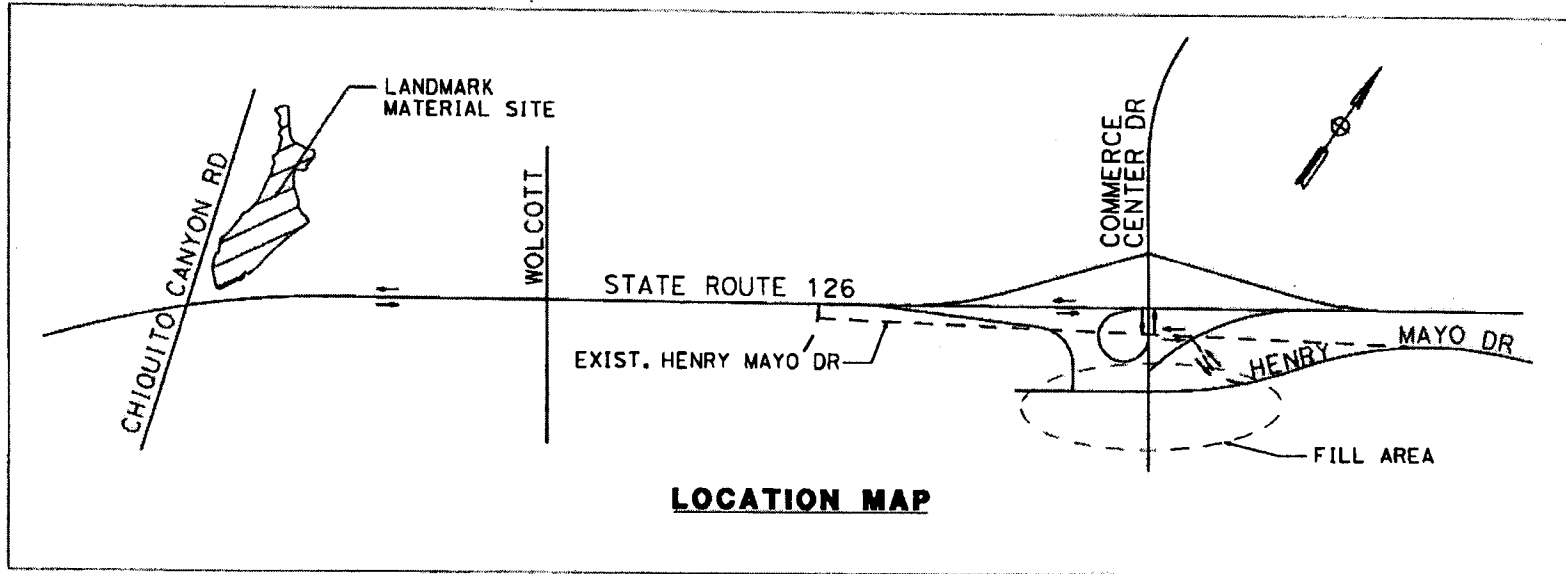 LANDMARK
MATERIAL SITE
CHIQUITO CANYON RD
WOLCOTT
COMMERCE
CENTER DR
STATE ROUTE 126
EXIST. HENRY MAYO DR
HENRY MAYO DR
FILL AREA
LOCATION MAP